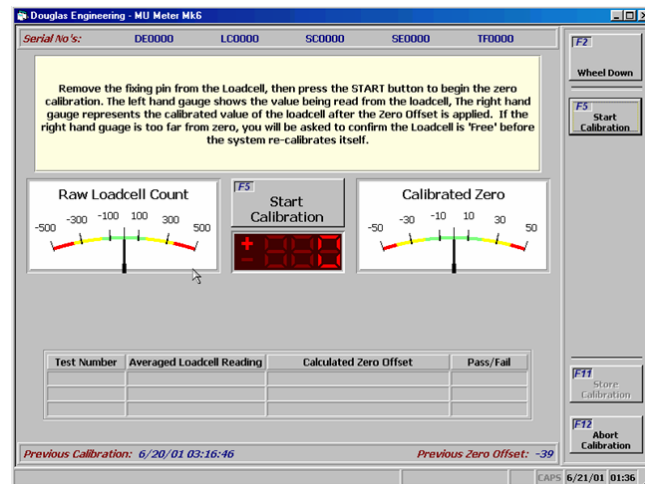 Douglas Engineering - MU Meter Mk6
Serial No's: DE0000 LC0000 SC0000 SE0000 TF0000
F2
Wheel Down
Remove the fixing pin from the Loadcell, then press the START button to begin the zero
calibration. The left hand gauge shows the value being read from the loadcell, The right hand
gauge represents the calibrated value of the loadcell after the Zero Offset is applied. If the
right hand guage is too far from zero, you will be asked to confirm the Loadcell is 'Free' before
the system re-calibrates itself.
F5
Start
Calibration
Raw Loadcell Count
-500 -300 -100 100 300 500
F5
Start
Calibration
+ 0
Calibrated Zero
-50 -30 -10 10 30 50
Test Number Averaged Loadcell Reading Calculated Zero Offset Pass/Fail
F11
Store
Calibration
F12
Abort
Calibration
Previous Calibration: 6/20/01 03:16:46 Previous Zero Offset: -39
CAPS 6/21/01 01:36